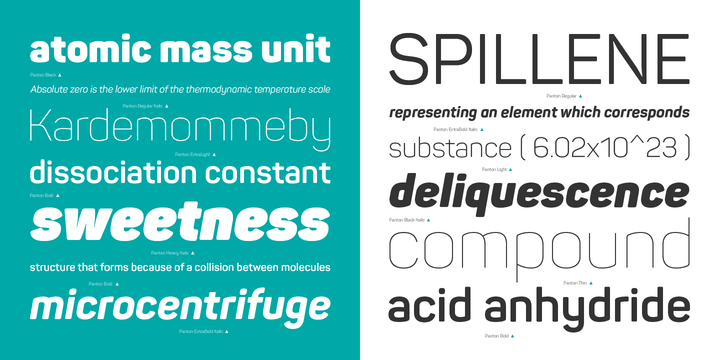 atomic mass unit
Panton Black ▲
Absolute zero is the lower limit of the thermodynamic temperature scale
Panton Regular Italic ▲
Kardemommeby
Panton ExtraLight ▲
dissociation constant
Panton Bold ▲
sweetness
Panton Heavy Italic ▲
structure that forms because of a collision between molecules
Panton Bold ▲
microcentrifuge
Panton ExtraBold Italic ▲
SPILLENE
Panton Regular ▲
representing an element which corresponds
Panton ExtraBold Italic ▲
substance ( 6.02x10^23 )
Panton Light ▲
deliquescence
Panton Black Italic ▲
compound
Panton Thin ▲
acid anhydride
Panton Bold ▲